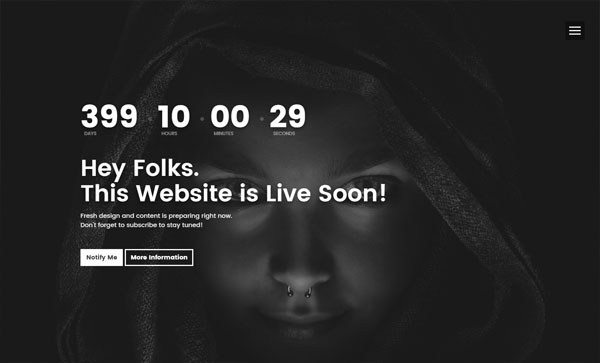 399 10 00 29
DAYS HOURS MINUTES SECONDS
Hey Folks.
This Website is Live Soon!
Fresh design and content is preparing right now.
Don't forget to subscribe to stay tuned!
Notify Me More Information